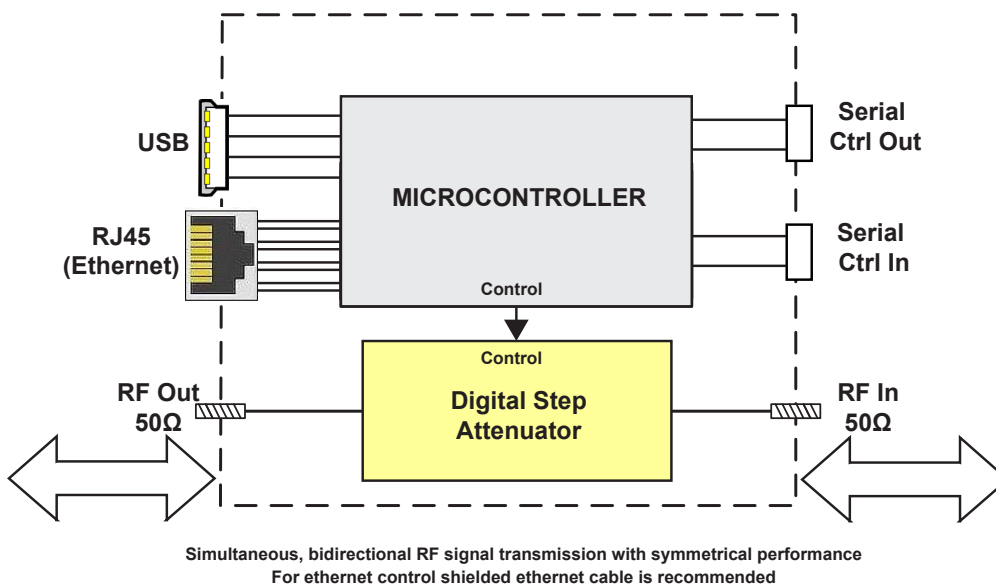 USB
MICROCONTROLLER
Serial
Ctrl Out
RJ45
(Ethernet)
Serial
Ctrl In
Control
Control
Digital Step
Attenuator
RF Out
50Ω
RF In
50Ω
Simultaneous, bidirectional RF signal transmission with symmetrical performance
For ethernet control shielded ethernet cable is recommended